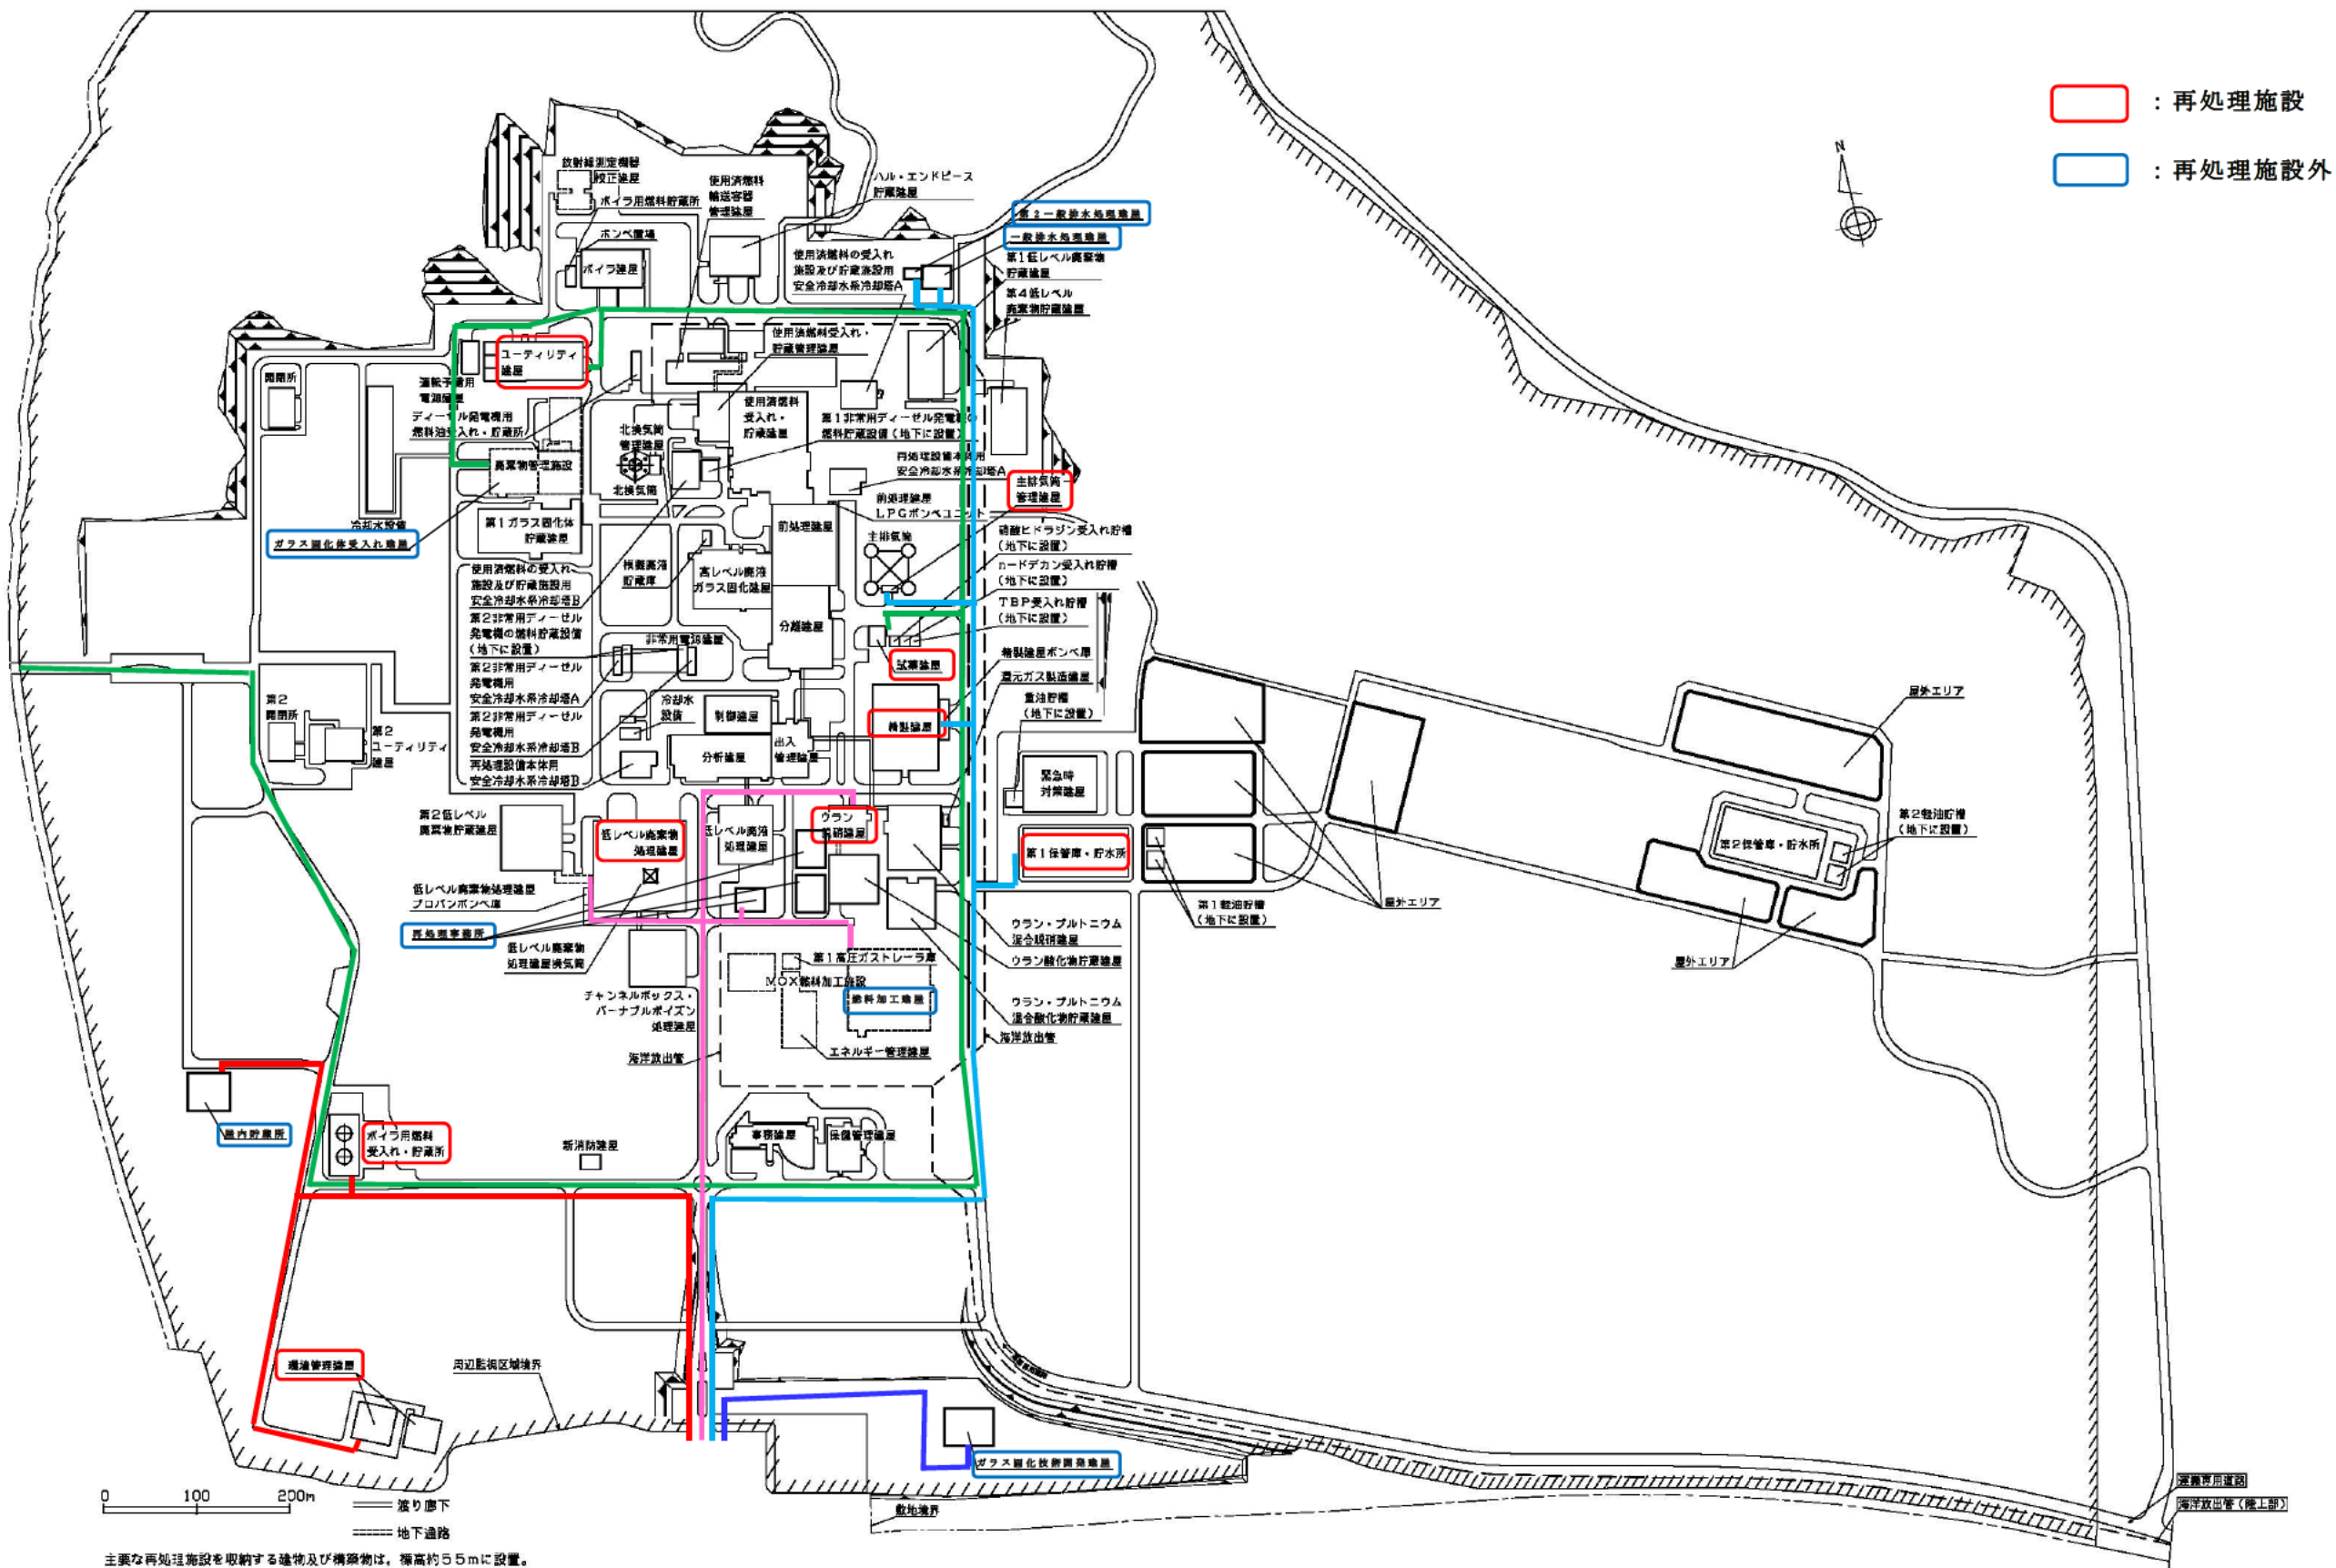 ：再処理施設
：再処理施設外
N
放射線測定機器
校正建屋
ボイラ用燃料貯蔵所
使用済燃料
輸送容器
管理建屋
ハル・エンドピース
貯蔵建屋
第２一般排水処理建屋
一般排水処理建屋
ボンベ置場
ボイラ建屋
使用済燃料の受入れ
施設及び貯蔵施設用
安全冷却水系冷却塔Ａ
第１低レベル廃棄物
貯蔵建屋
第４低レベル
廃棄物貯蔵建屋
ユーティリティ
建屋
使用済燃料受入れ・
貯蔵管理建屋
開閉所
運転予備用
電源建屋
ディーゼル発電機用
燃料油受入れ・貯蔵所
北換気筒
管理建屋
使用済燃料
受入れ・
貯蔵建屋
第１非常用ディーゼル発電機の
燃料貯蔵設備（地下に設置）
廃棄物管理施設
北換気筒
再処理設備本体用
安全冷却水系冷却塔Ａ
主排気筒
管理建屋
冷却水設備
ガラス固化体受入れ建屋
第１ガラス固化体
貯蔵建屋
前処理建屋
ＬＰＧボンベユニット
前処理建屋
主排気筒
硝酸ヒドラジン受入れ貯槽
（地下に設置）
ｎ－ドデカン受入れ貯槽
（地下に設置）
ＴＢＰ受入れ貯槽
（地下に設置）
使用済燃料の受入れ
施設及び貯蔵施設用
安全冷却水系冷却塔Ｂ
模擬廃液
貯蔵庫
高レベル廃液
ガラス固化建屋
第２非常用ディーゼル
発電機の燃料貯蔵設備
（地下に設置）
非常用電源建屋
分離建屋
試薬建屋
精製建屋ボンベ庫
還元ガス製造建屋
第２非常用ディーゼル
発電機用
安全冷却水系冷却塔Ａ
重油貯槽
（地下に設置）
第２
開閉所
第２
ユーティリティ
建屋
第２非常用ディーゼル
発電機用
安全冷却水系冷却塔Ｂ
冷却水
設備
制御建屋
精製建屋
再処理設備本体用
安全冷却水系冷却塔Ｂ
分析建屋
出入
管理建屋
屋外エリア
緊急時
対策建屋
第２低レベル
廃棄物貯蔵建屋
低レベル廃棄物
処理建屋
低レベル廃液
処理建屋
ウラン
脱硝建屋
第１保管庫・貯水所
第２保管庫・貯水所
第２軽油貯槽
（地下に設置）
低レベル廃棄物処理建屋
プロパンボンベ庫
再処理事務所
低レベル廃棄物
処理建屋換気筒
第１軽油貯槽
（地下に設置）
屋外エリア
ウラン・プルトニウム
混合脱硝建屋
ウラン酸化物貯蔵建屋
屋外エリア
第１高圧ガストレーラ庫
ＭＯＸ燃料加工施設
燃料加工建屋
チャンネルボックス・
バーナブルポイズン
処理建屋
ウラン・プルトニウム
混合酸化物貯蔵建屋
海洋放出管
エネルギー管理建屋
海洋放出管
屋内貯蔵所
ボイラ用燃料
受入れ・貯蔵所
新消防建屋
事務建屋
保健管理建屋
環境管理建屋
周辺監視区域境界
ガラス固化技術開発建屋
敷地境界
運搬専用道路
海洋放出管（陸上部）
0　100　200m
渡り廊下
地下通路
主要な再処理施設を収納する建物及び構築物は，標高約５５ｍに設置。